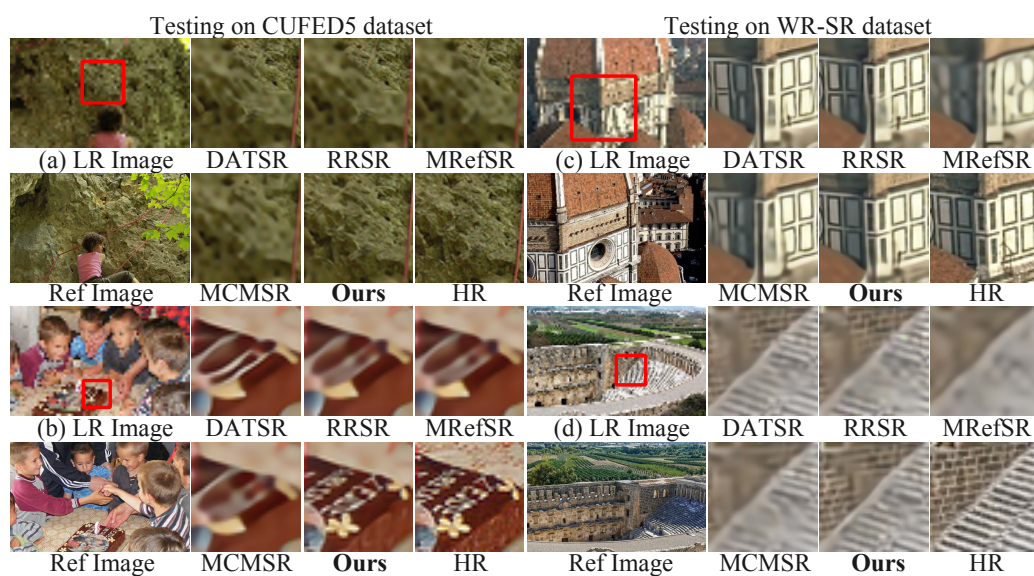 Testing on CUFED5 dataset
Testing on WR-SR dataset
(a) LR Image DATSR RRSR MRefSR
(c) LR Image DATSR RRSR MRefSR
Ref Image MCMSR Ours HR
Ref Image MCMSR Ours HR
(b) LR Image DATSR RRSR MRefSR
(d) LR Image DATSR RRSR MRefSR
Ref Image MCMSR Ours HR
Ref Image MCMSR Ours HR